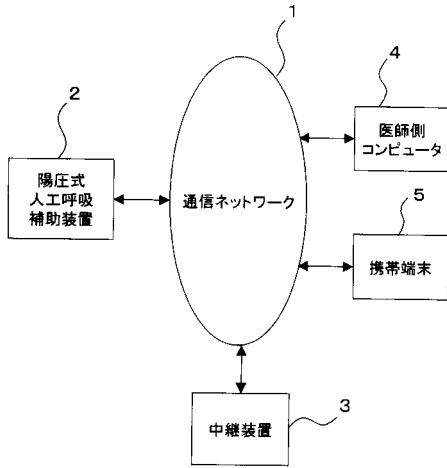 1
4
医師側
コンピュータ
2
陽圧式
人工呼吸
補助装置
通信ネットワーク
5
携帯端末
3
中継装置